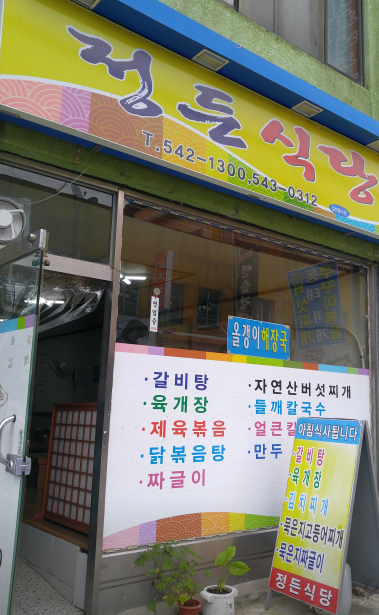 정든식당
T.542-1300,543-0312
영업중
올갱이해장국
·갈비탕
·육개장
·제육볶음
·닭볶음탕
·짜글이
·자연산버섯찌개
·들깨칼국수
·얼큰칼
·만두
아침식사됩니다
·갈비탕
·육개장
·김치찌개
·묵은지고등어찌개
·묵은지짜글이
정든식당